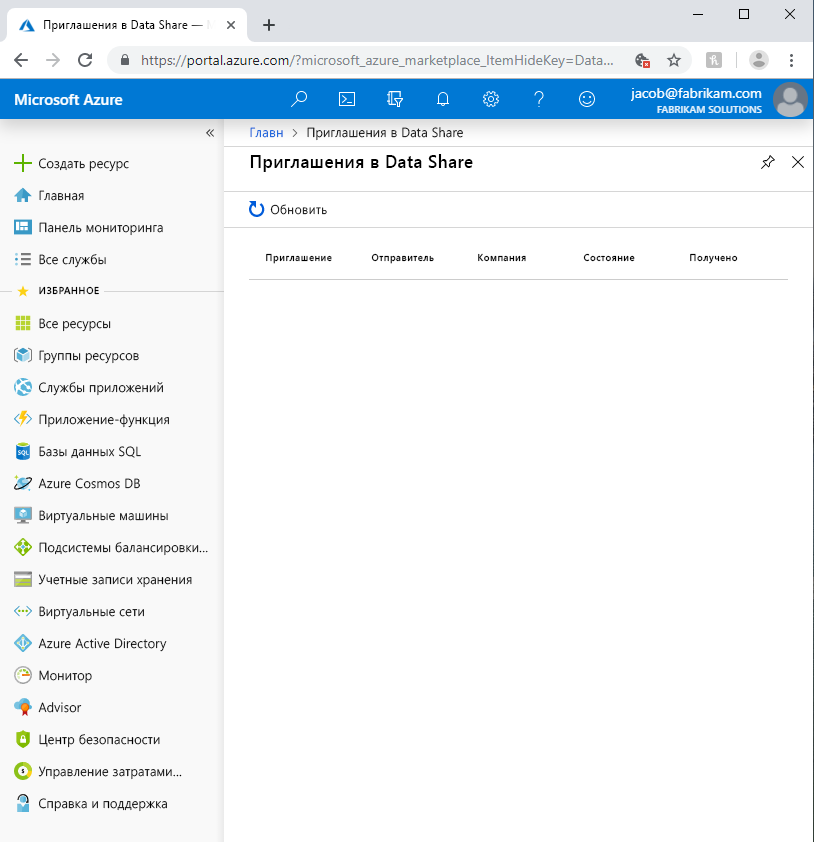 Приглашения в Data Share —
https://portal.azure.com/?microsoft_azure_marketplace_ItemHideKey=Data...
Microsoft Azure
jacob@fabrikam.com
FABRIKAM SOLUTIONS
Главн > Приглашения в Data Share
Приглашения в Data Share
Обновить
Приглашение Отправитель Компания Состояние Получено
Создать ресурс
Главная
Панель мониторинга
Все службы
ИЗБРАННОЕ
Все ресурсы
Группы ресурсов
Службы приложений
Приложение-функция
Базы данных SQL
Azure Cosmos DB
Виртуальные машины
Подсистемы балансировки...
Учетные записи хранения
Виртуальные сети
Azure Active Directory
Монитор
Advisor
Центр безопасности
Управление затратами...
Справка и поддержка